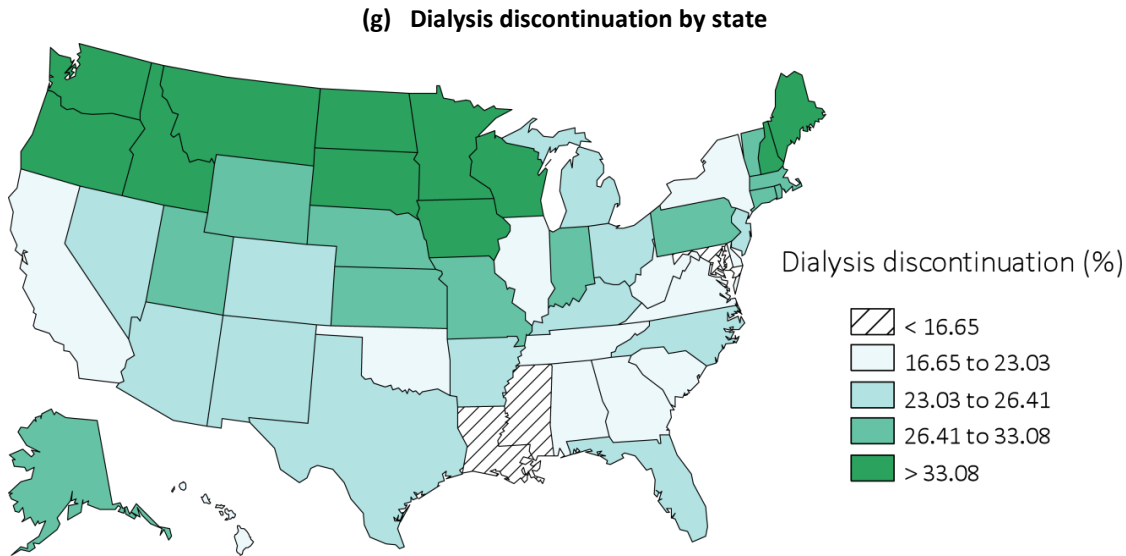 (g) Dialysis discontinuation by state
Dialysis discontinuation (%)
< 16.65
16.65 to 23.03
23.03 to 26.41
26.41 to 33.08
> 33.08